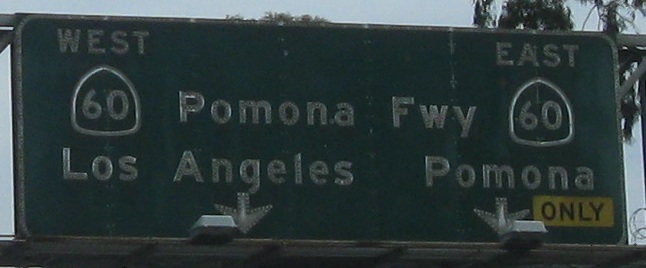 WEST EAST
60 Pomona Fwy 60
Los Angeles Pomona
ONLY